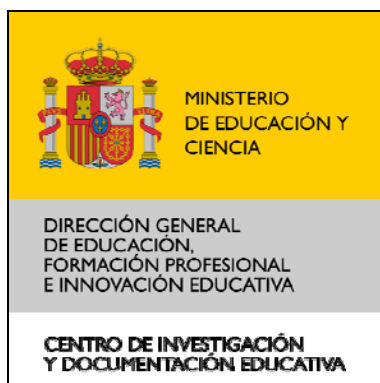 MINISTERIO
DE EDUCACIÓN Y
CIENCIA
DIRECCIÓN GENERAL
DE EDUCACIÓN,
FORMACIÓN PROFESIONAL
E INNOVACIÓN EDUCATIVA
CENTRO DE INVESTIGACIÓN
Y DOCUMENTACIÓN EDUCATIVA